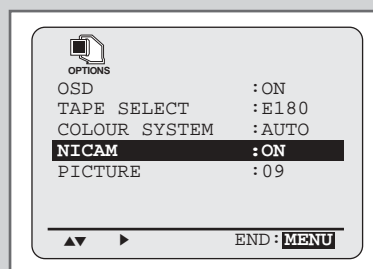 OPTIONS
OSD :ON
TAPE SELECT :E180
COLOUR SYSTEM :AUTO
NICAM :ON
PICTURE :09
▲▼ ▶ END:MENU